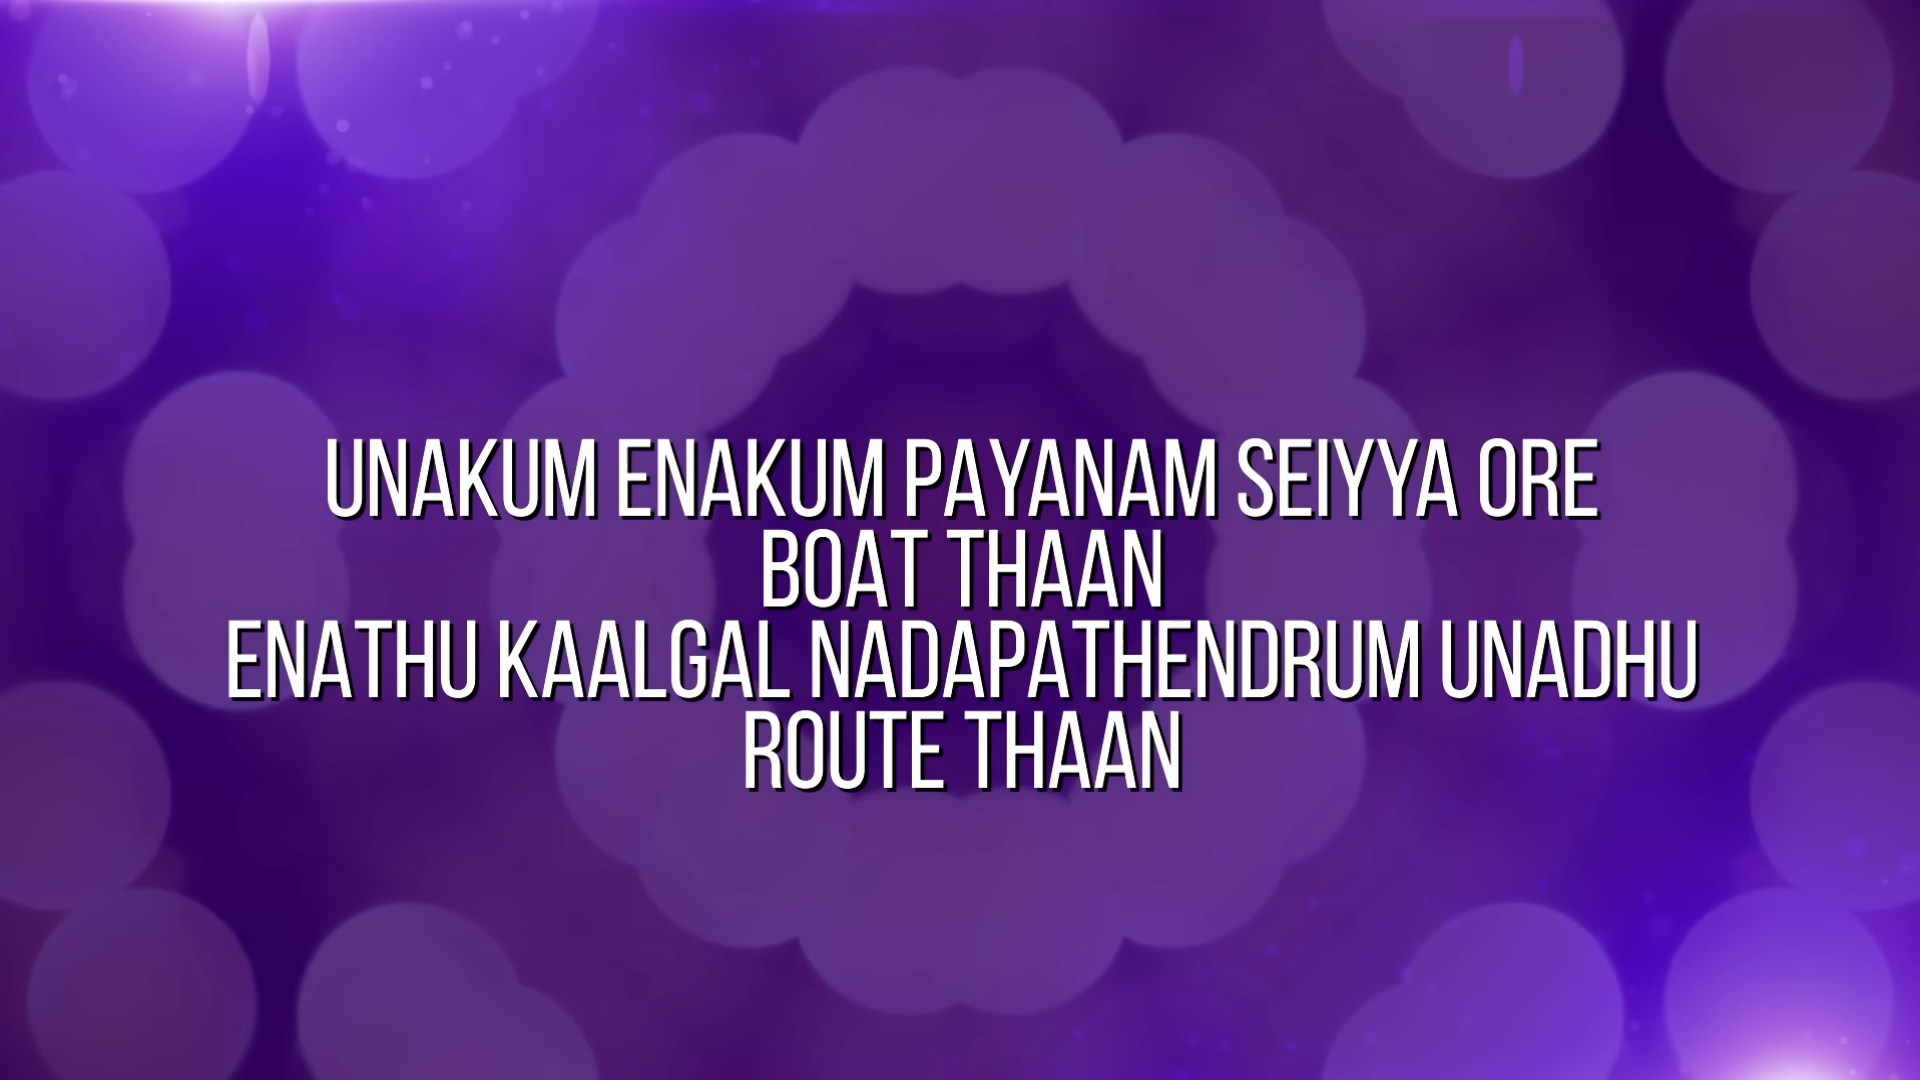 UNAKUM ENAKUM PAYANAM SEIYYA ORE
BOAT THAAN
ENATHU KAALGAL NADAPATHENDRUM UNADHU
ROUTE THAAN